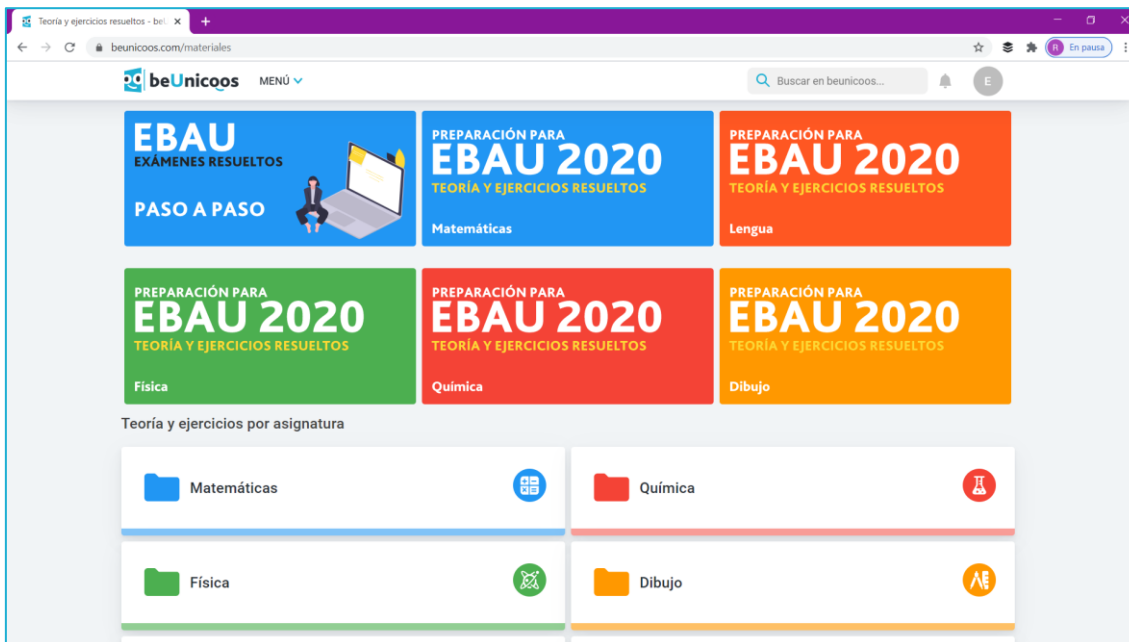 Teoría y ejercicios resueltos - beU
beunicoos.com/materiales
R
En pausa
beUnicoos
MENÚ
Buscar en beunicoos...
E
EBAU
EXÁMENES RESUELTOS
PASO A PASO
PREPARACIÓN PARA
EBAU 2020
TEORÍA Y EJERCICIOS RESUELTOS
Matemáticas
PREPARACIÓN PARA
EBAU 2020
TEORÍA Y EJERCICIOS RESUELTOS
Lengua
PREPARACIÓN PARA
EBAU 2020
TEORÍA Y EJERCICIOS RESUELTOS
Física
PREPARACIÓN PARA
EBAU 2020
TEORÍA Y EJERCICIOS RESUELTOS
Química
PREPARACIÓN PARA
EBAU 2020
TEORÍA Y EJERCICIOS RESUELTOS
Dibujo
Teoría y ejercicios por asignatura
Matemáticas
Química
Física
Dibujo